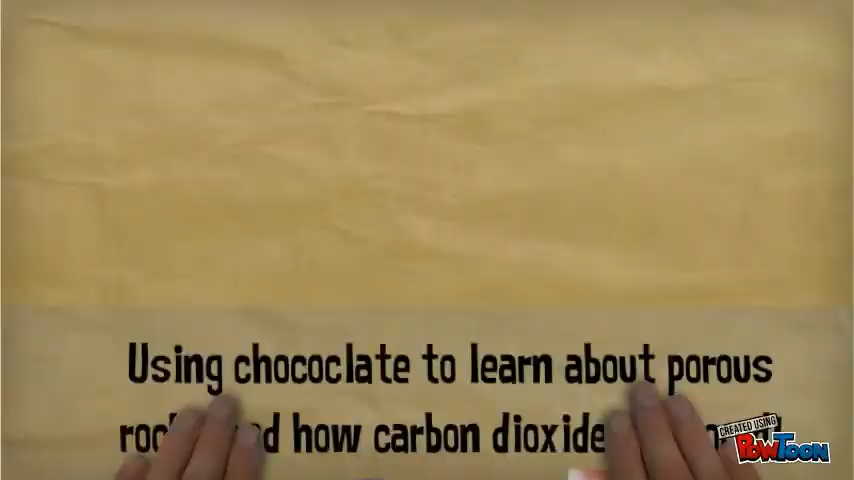 Using chococlate to learn about porous
how carbon dioxide
CREATED USING
POWTOON